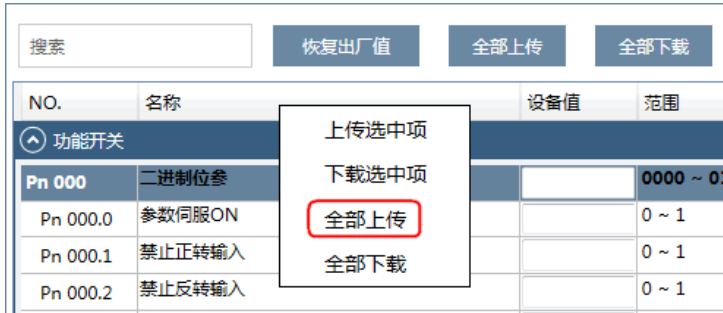 搜索 恢复出厂值 全部上传 全部下载
NO. 名称 设备值 范围
上传选中项
功能开关
下载选中项
Pn 000 二进制位参 0000 ~ 0
全部上传
Pn 000.0 参数伺服ON 0 ~ 1
Pn 000.1 禁止正转输入 0 ~ 1
全部下载
Pn 000.2 禁止反转输入 0 ~ 1